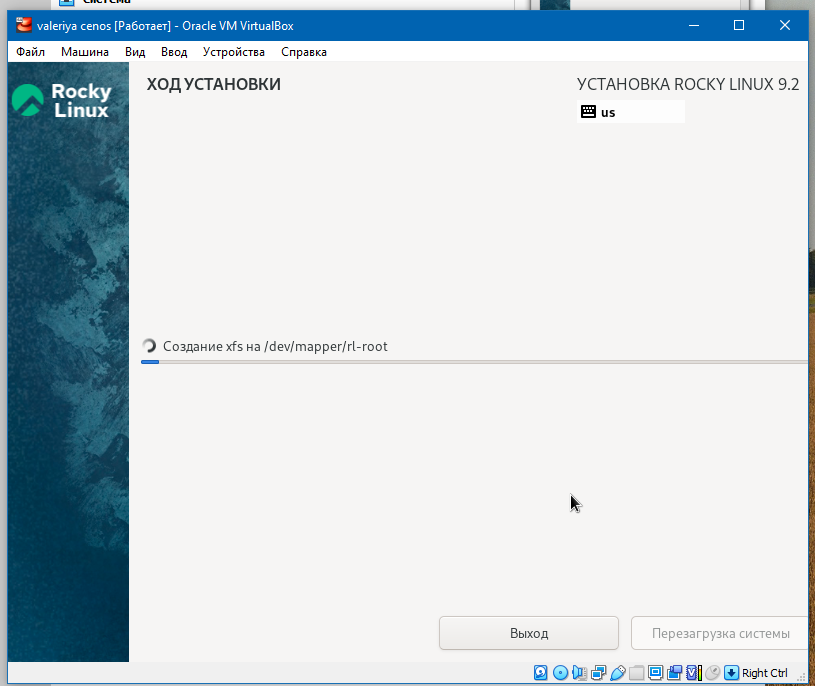 Система
valeriya cenos [Работает] - Oracle VM VirtualBox
Файл Машина Вид Ввод Устройства Справка
Rocky
Linux
ХОД УСТАНОВКИ
УСТАНОВКА ROCKY LINUX 9.2
us
Создание xfs на /dev/mapper/rl-root
Выход
Перезагрузка системы
Right Ctrl